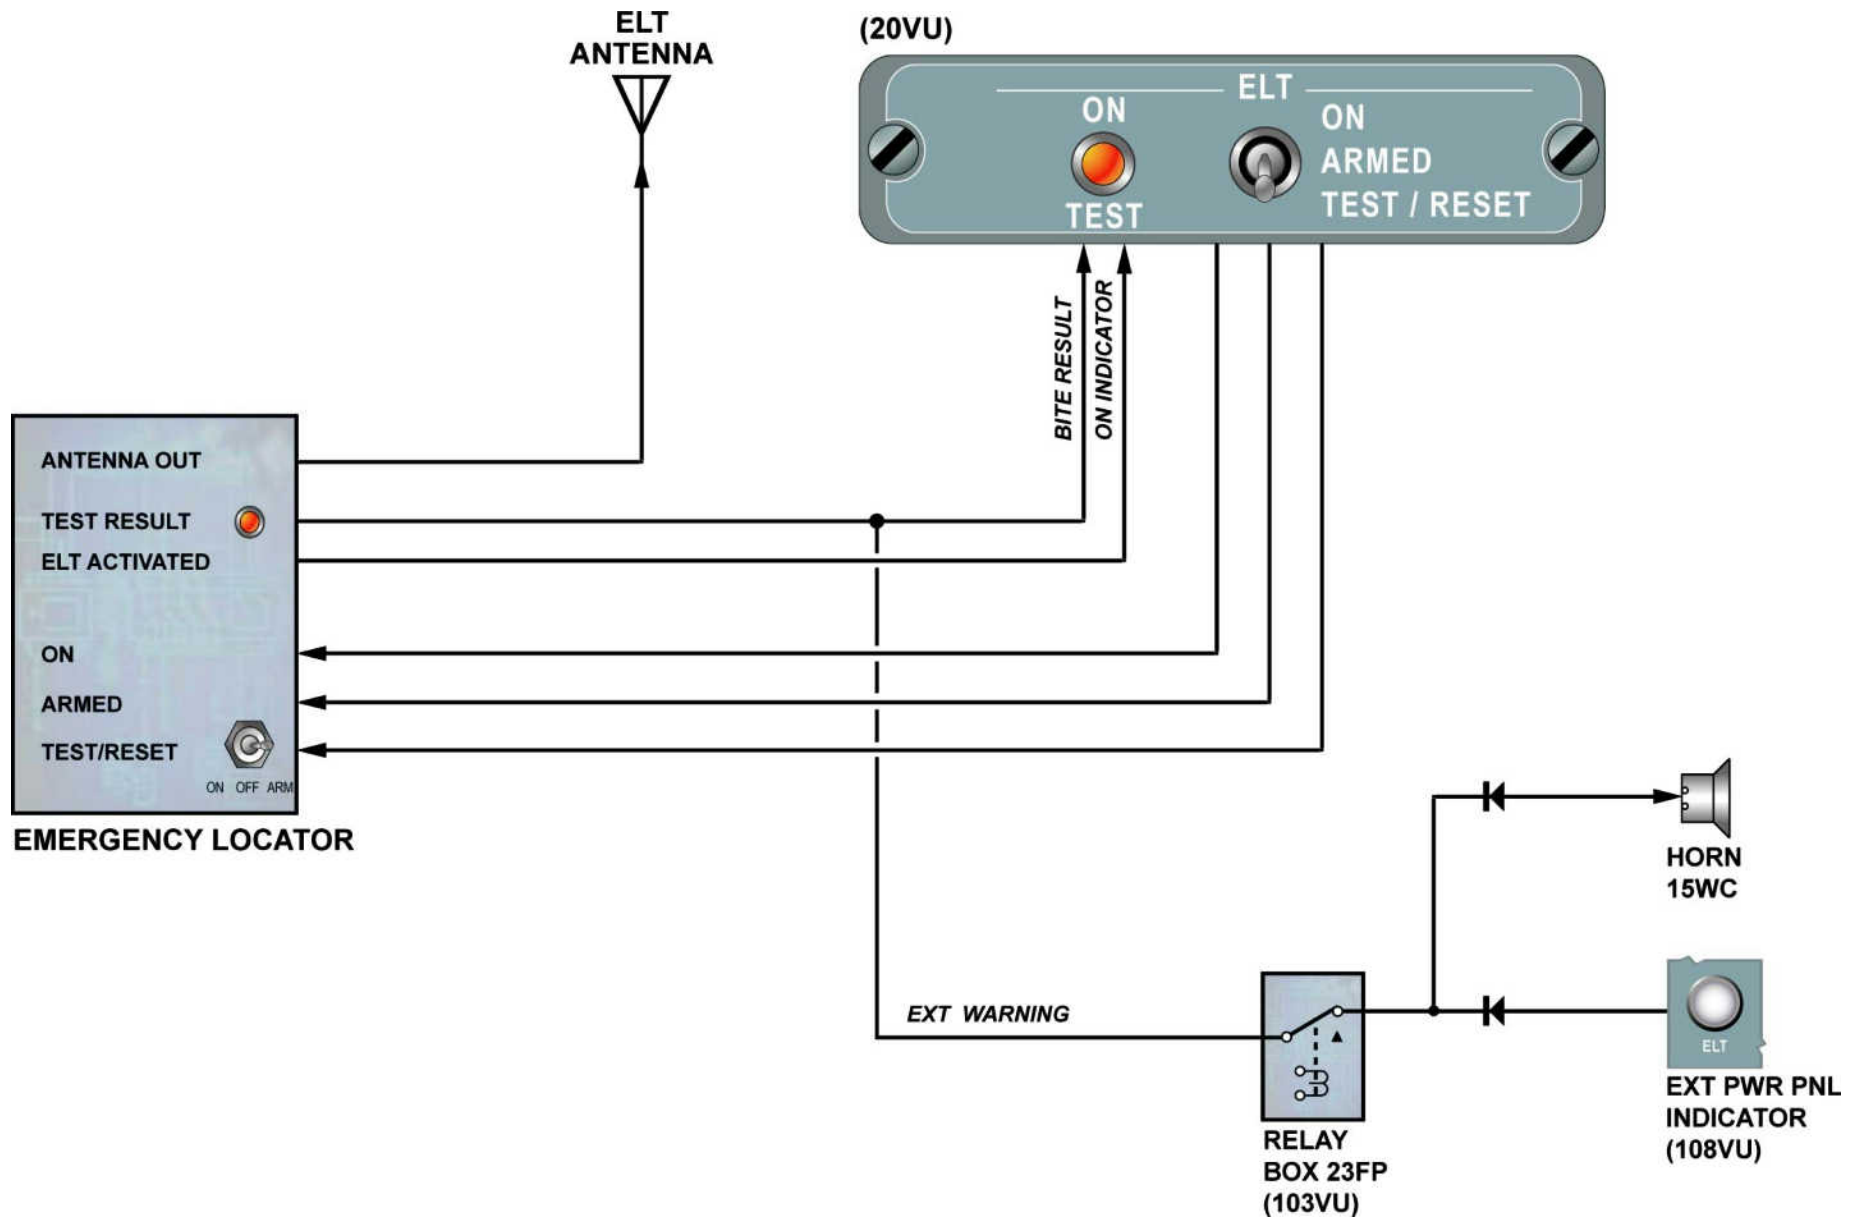 ELT
ANTENNA
(20VU)
ELT
ON
TEST
ON
ARMED
TEST / RESET
BITE RESULT
ON INDICATOR
ANTENNA OUT
TEST RESULT
ELT ACTIVATED
ON
ARMED
TEST/RESET
ON OFF ARM
EMERGENCY LOCATOR
HORN
15WC
EXT WARNING
ELT
RELAY
BOX 23FP
(103VU)
EXT PWR PNL
INDICATOR
(108VU)